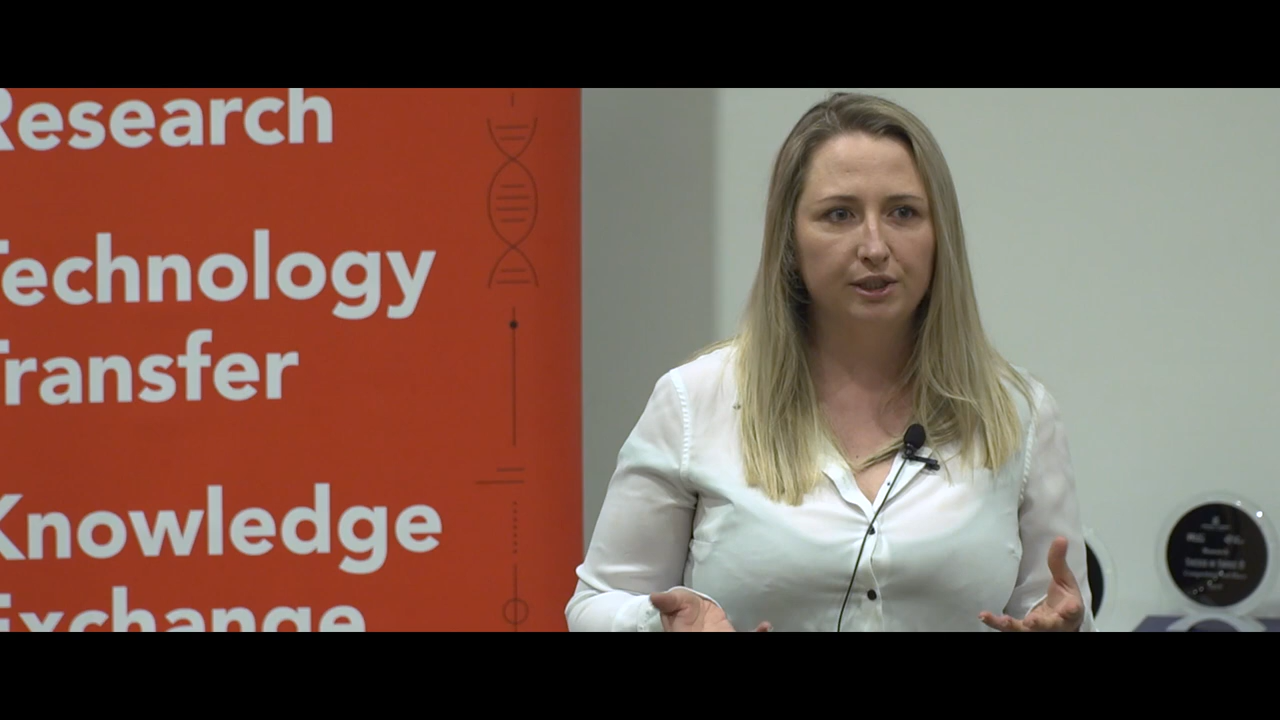 Research
Technology
Transfer
Knowledge
Exchange